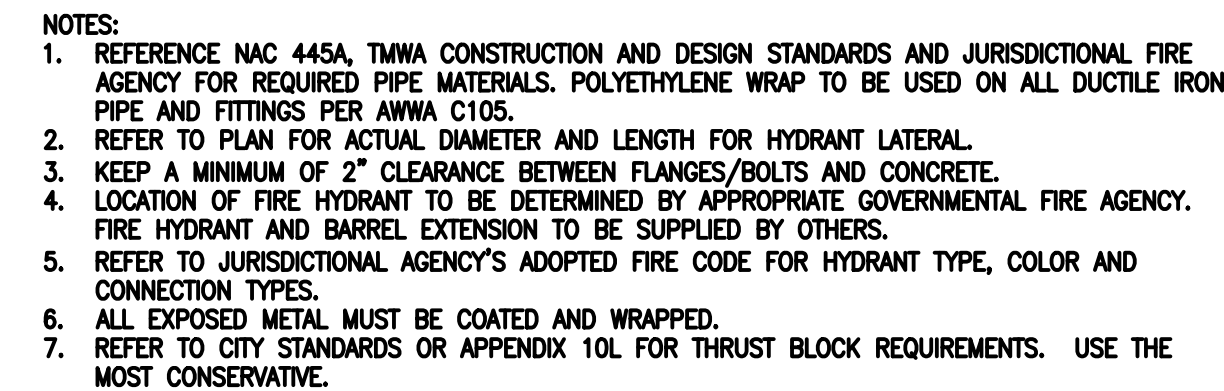 NOTES:
1. REFERENCE NAC 445A, TMWA CONSTRUCTION AND DESIGN STANDARDS AND JURISDICTIONAL FIRE
AGENCY FOR REQUIRED PIPE MATERIALS. POLYETHYLENE WRAP TO BE USED ON ALL DUCTILE IRON
PIPE AND FITTINGS PER AWWA C105.
2. REFER TO PLAN FOR ACTUAL DIAMETER AND LENGTH FOR HYDRANT LATERAL.
3. KEEP A MINIMUM OF 2" CLEARANCE BETWEEN FLANGES/BOLTS AND CONCRETE.
4. LOCATION OF FIRE HYDRANT TO BE DETERMINED BY APPROPRIATE GOVERNMENTAL FIRE AGENCY.
FIRE HYDRANT AND BARREL EXTENSION TO BE SUPPLIED BY OTHERS.
5. REFER TO JURISDICTIONAL AGENCY'S ADOPTED FIRE CODE FOR HYDRANT TYPE, COLOR AND
CONNECTION TYPES.
6. ALL EXPOSED METAL MUST BE COATED AND WRAPPED.
7. REFER TO CITY STANDARDS OR APPENDIX 10L FOR THRUST BLOCK REQUIREMENTS. USE THE
MOST CONSERVATIVE.